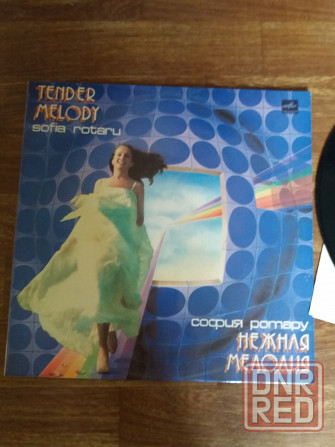 TENDER
MELODY
sofia rotaru
СОФИЯ РОТАРУ
НЕЖНАЯ
МЕЛОДИЯ
DNR
RED